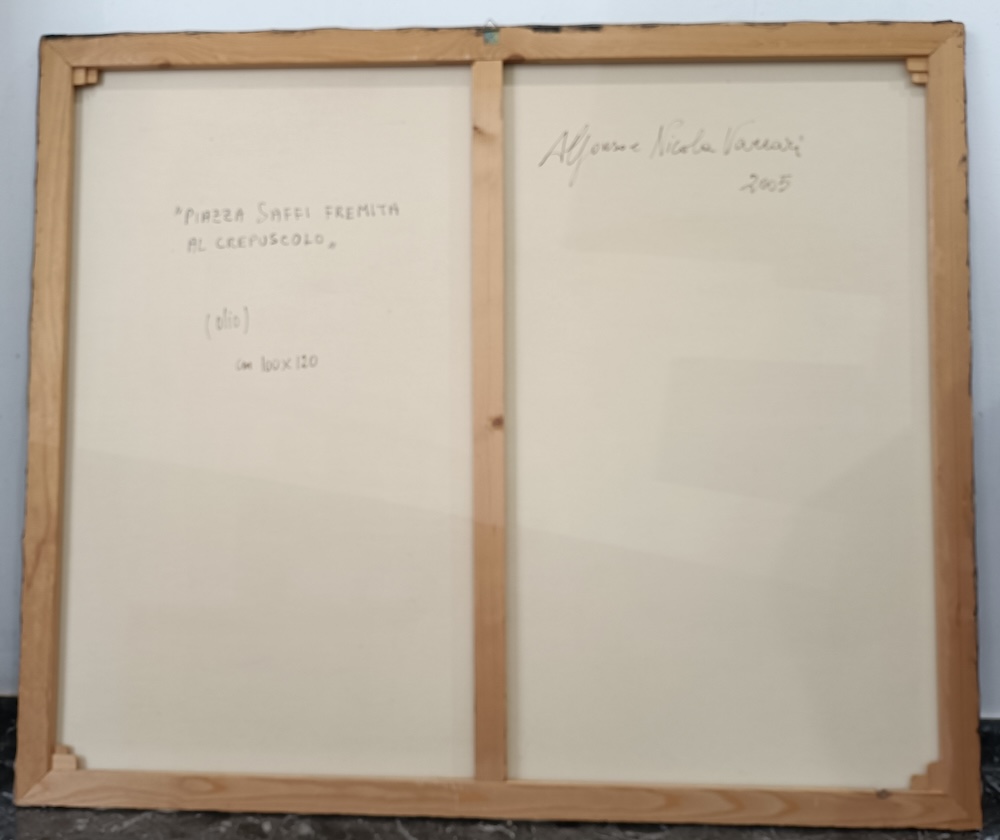 "PIAZZA SAFFI FREMITA
AL CREPUSCOLO„
(olio)
cm 100x120
Alfonso Nicola Vaccari
2005